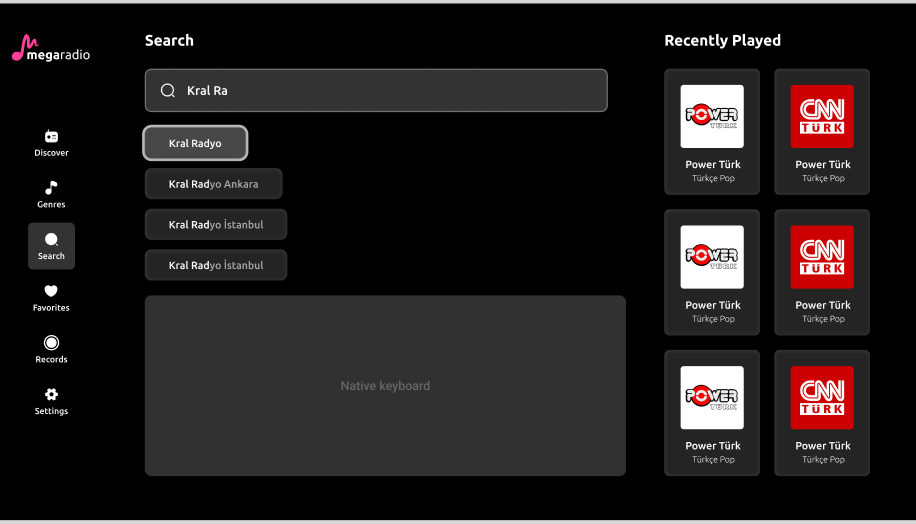 megaradio
Discover
Genres
Search
Favorites
Records
Settings
Search
Kral Ra
Kral Radyo
Kral Radyo Ankara
Kral Radyo İstanbul
Kral Radyo İstanbul
Native keyboard
Recently Played
POWER
TÜRK
Power Türk
Türkçe Pop
CNN
TÜRK
Power Türk
Türkçe Pop
POWER
TÜRK
Power Türk
Türkçe Pop
CNN
TÜRK
Power Türk
Türkçe Pop
POWER
TÜRK
Power Türk
Türkçe Pop
CNN
TÜRK
Power Türk
Türkçe Pop